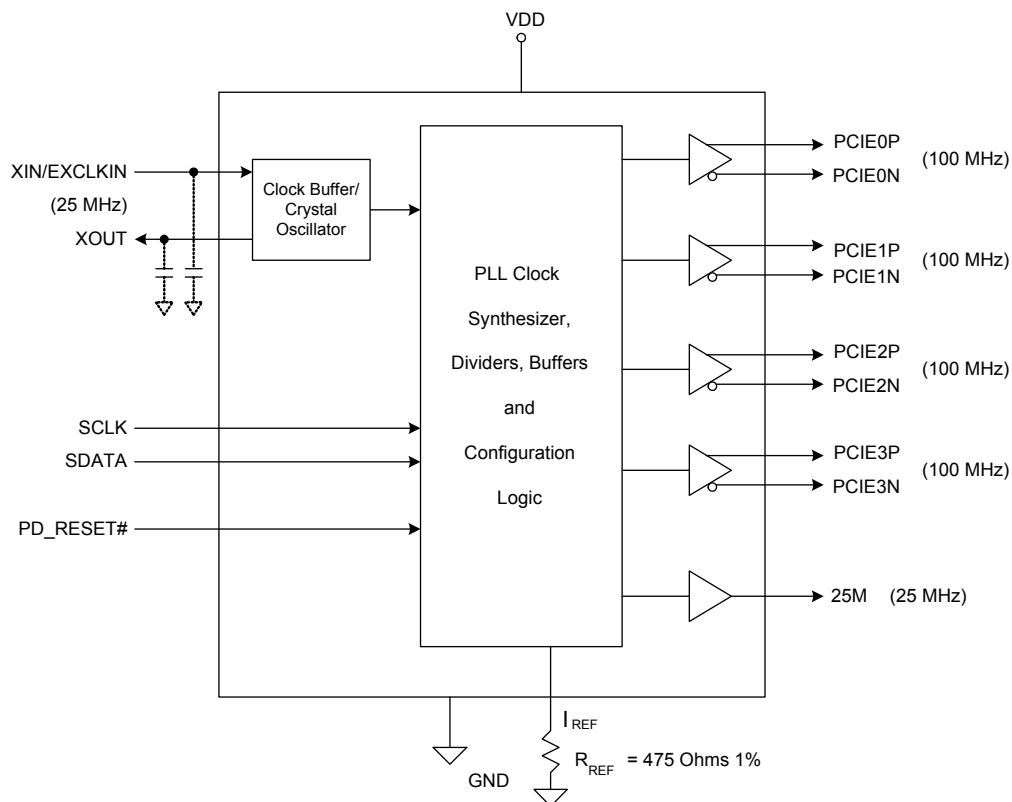 VDD
XIN/EXCLKIN
(25 MHz)
XOUT
Clock Buffer/
Crystal
Oscillator
SCLK
SDATA
PD_RESET#
PLL Clock
Synthesizer,
Dividers, Buffers
and
Configuration
Logic
PCIE0P
PCIE0N
(100 MHz)
PCIE1P
PCIE1N
(100 MHz)
PCIE2P
PCIE2N
(100 MHz)
PCIE3P
PCIE3N
(100 MHz)
25M (25 MHz)
GND
IREF
RREF = 475 Ohms 1%